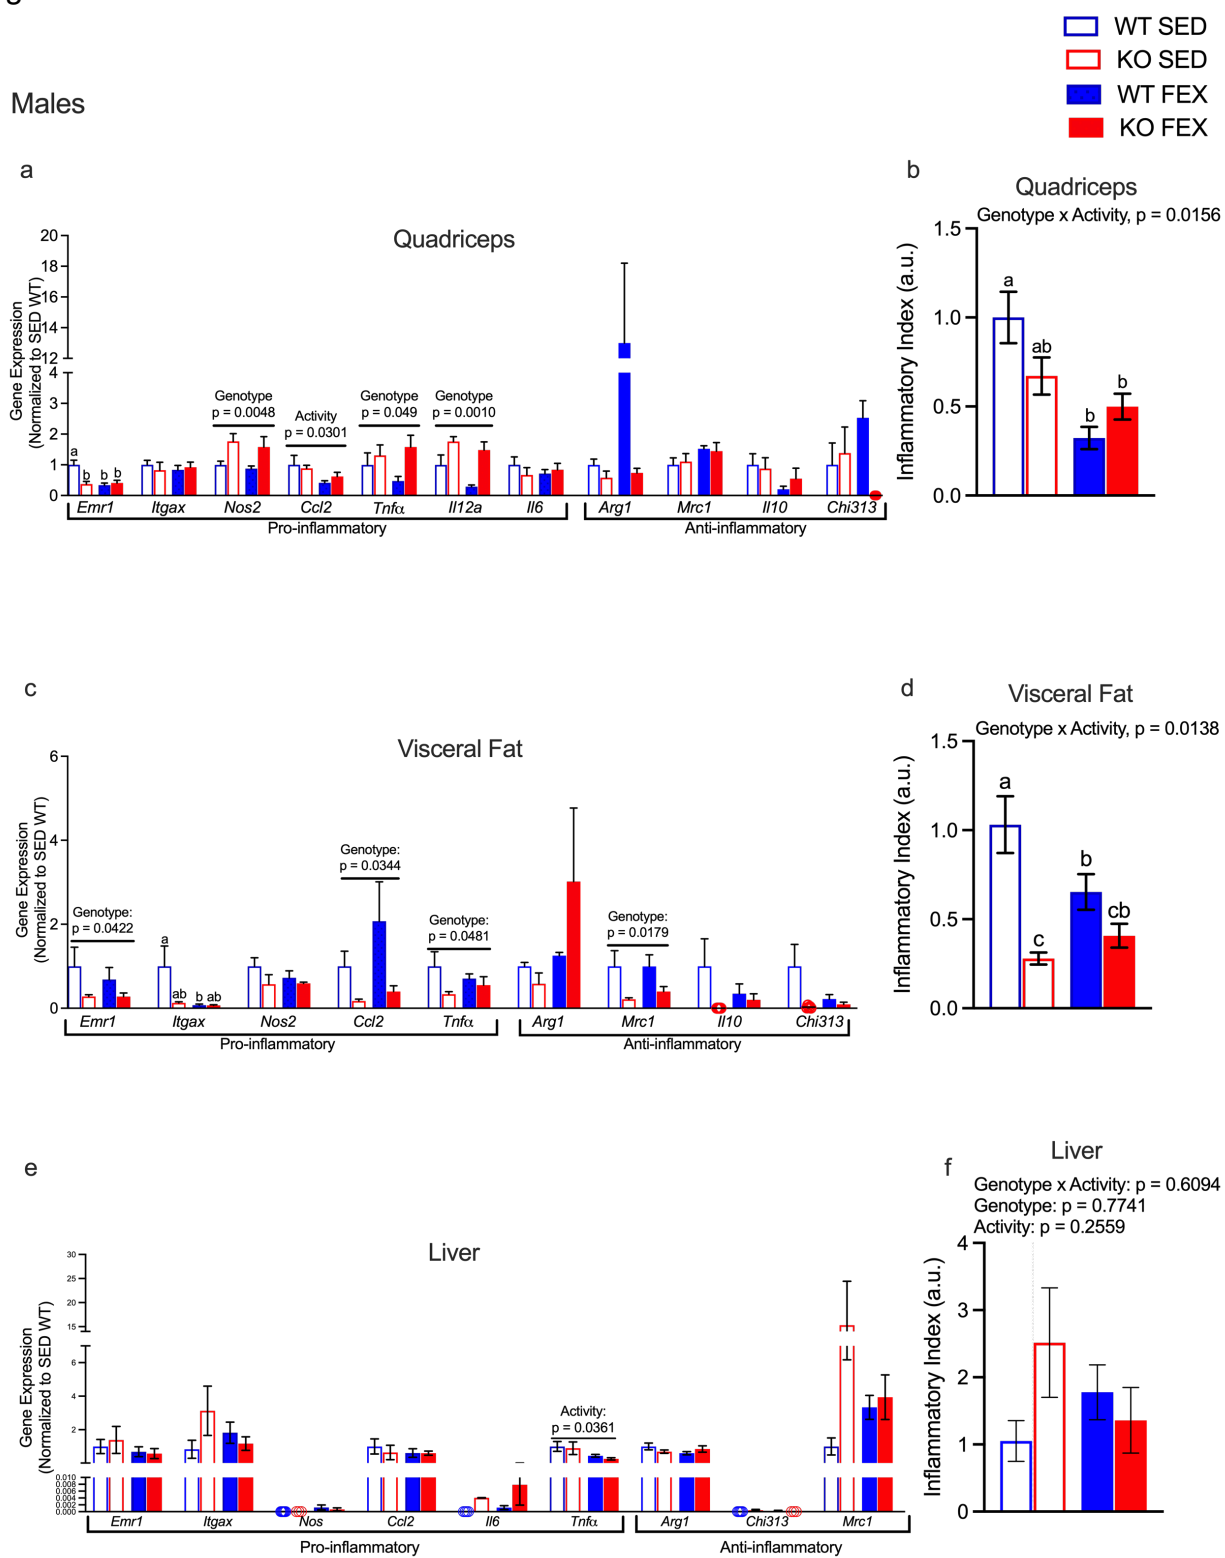 WT SED
KO SED
WT FEX
KO FEX
Males
a
Quadriceps
Gene Expression
(Normalized to SED WT)
20
18
16
14
12
4
3
2
1
0
a
b
b
b
Genotype
p = 0.0048
Activity
p = 0.0301
Genotype
p = 0.049
Genotype
p = 0.0010
Emr1
Itgax
Nos2
Ccl2
Tnfα
Il12a
Il6
Arg1
Mrc1
Il10
Chi313
Pro-inflammatory
Anti-inflammatory
b
Quadriceps
Genotype x Activity, p = 0.0156
Inflammatory Index (a.u.)
1.5
1.0
0.5
0.0
a
ab
b
b
c
Visceral Fat
Gene Expression
(Normalized to SED WT)
6
4
2
0
Genotype:
p = 0.0422
a
ab
b
ab
Genotype:
p = 0.0344
Genotype:
p = 0.0481
Genotype:
p = 0.0179
Emr1
Itgax
Nos2
Ccl2
Tnfα
Arg1
Mrc1
Il10
Chi313
Pro-inflammatory
Anti-inflammatory
d
Visceral Fat
Genotype x Activity, p = 0.0138
Inflammatory Index (a.u.)
1.5
1.0
0.5
0.0
a
c
b
cb
e
Liver
Gene Expression
(Normalized to SED WT)
30
25
20
15
6
4
2
0.010
0.008
0.006
0.004
0.002
0.000
Activity:
p = 0.0361
Emr1
Itgax
Nos
Ccl2
Il6
Tnfα
Arg1
Chi313
Mrc1
Pro-inflammatory
Anti-inflammatory
f
Liver
Genotype x Activity: p = 0.6094
Genotype: p = 0.7741
Activity: p = 0.2559
Inflammatory Index (a.u.)
4
3
2
1
0